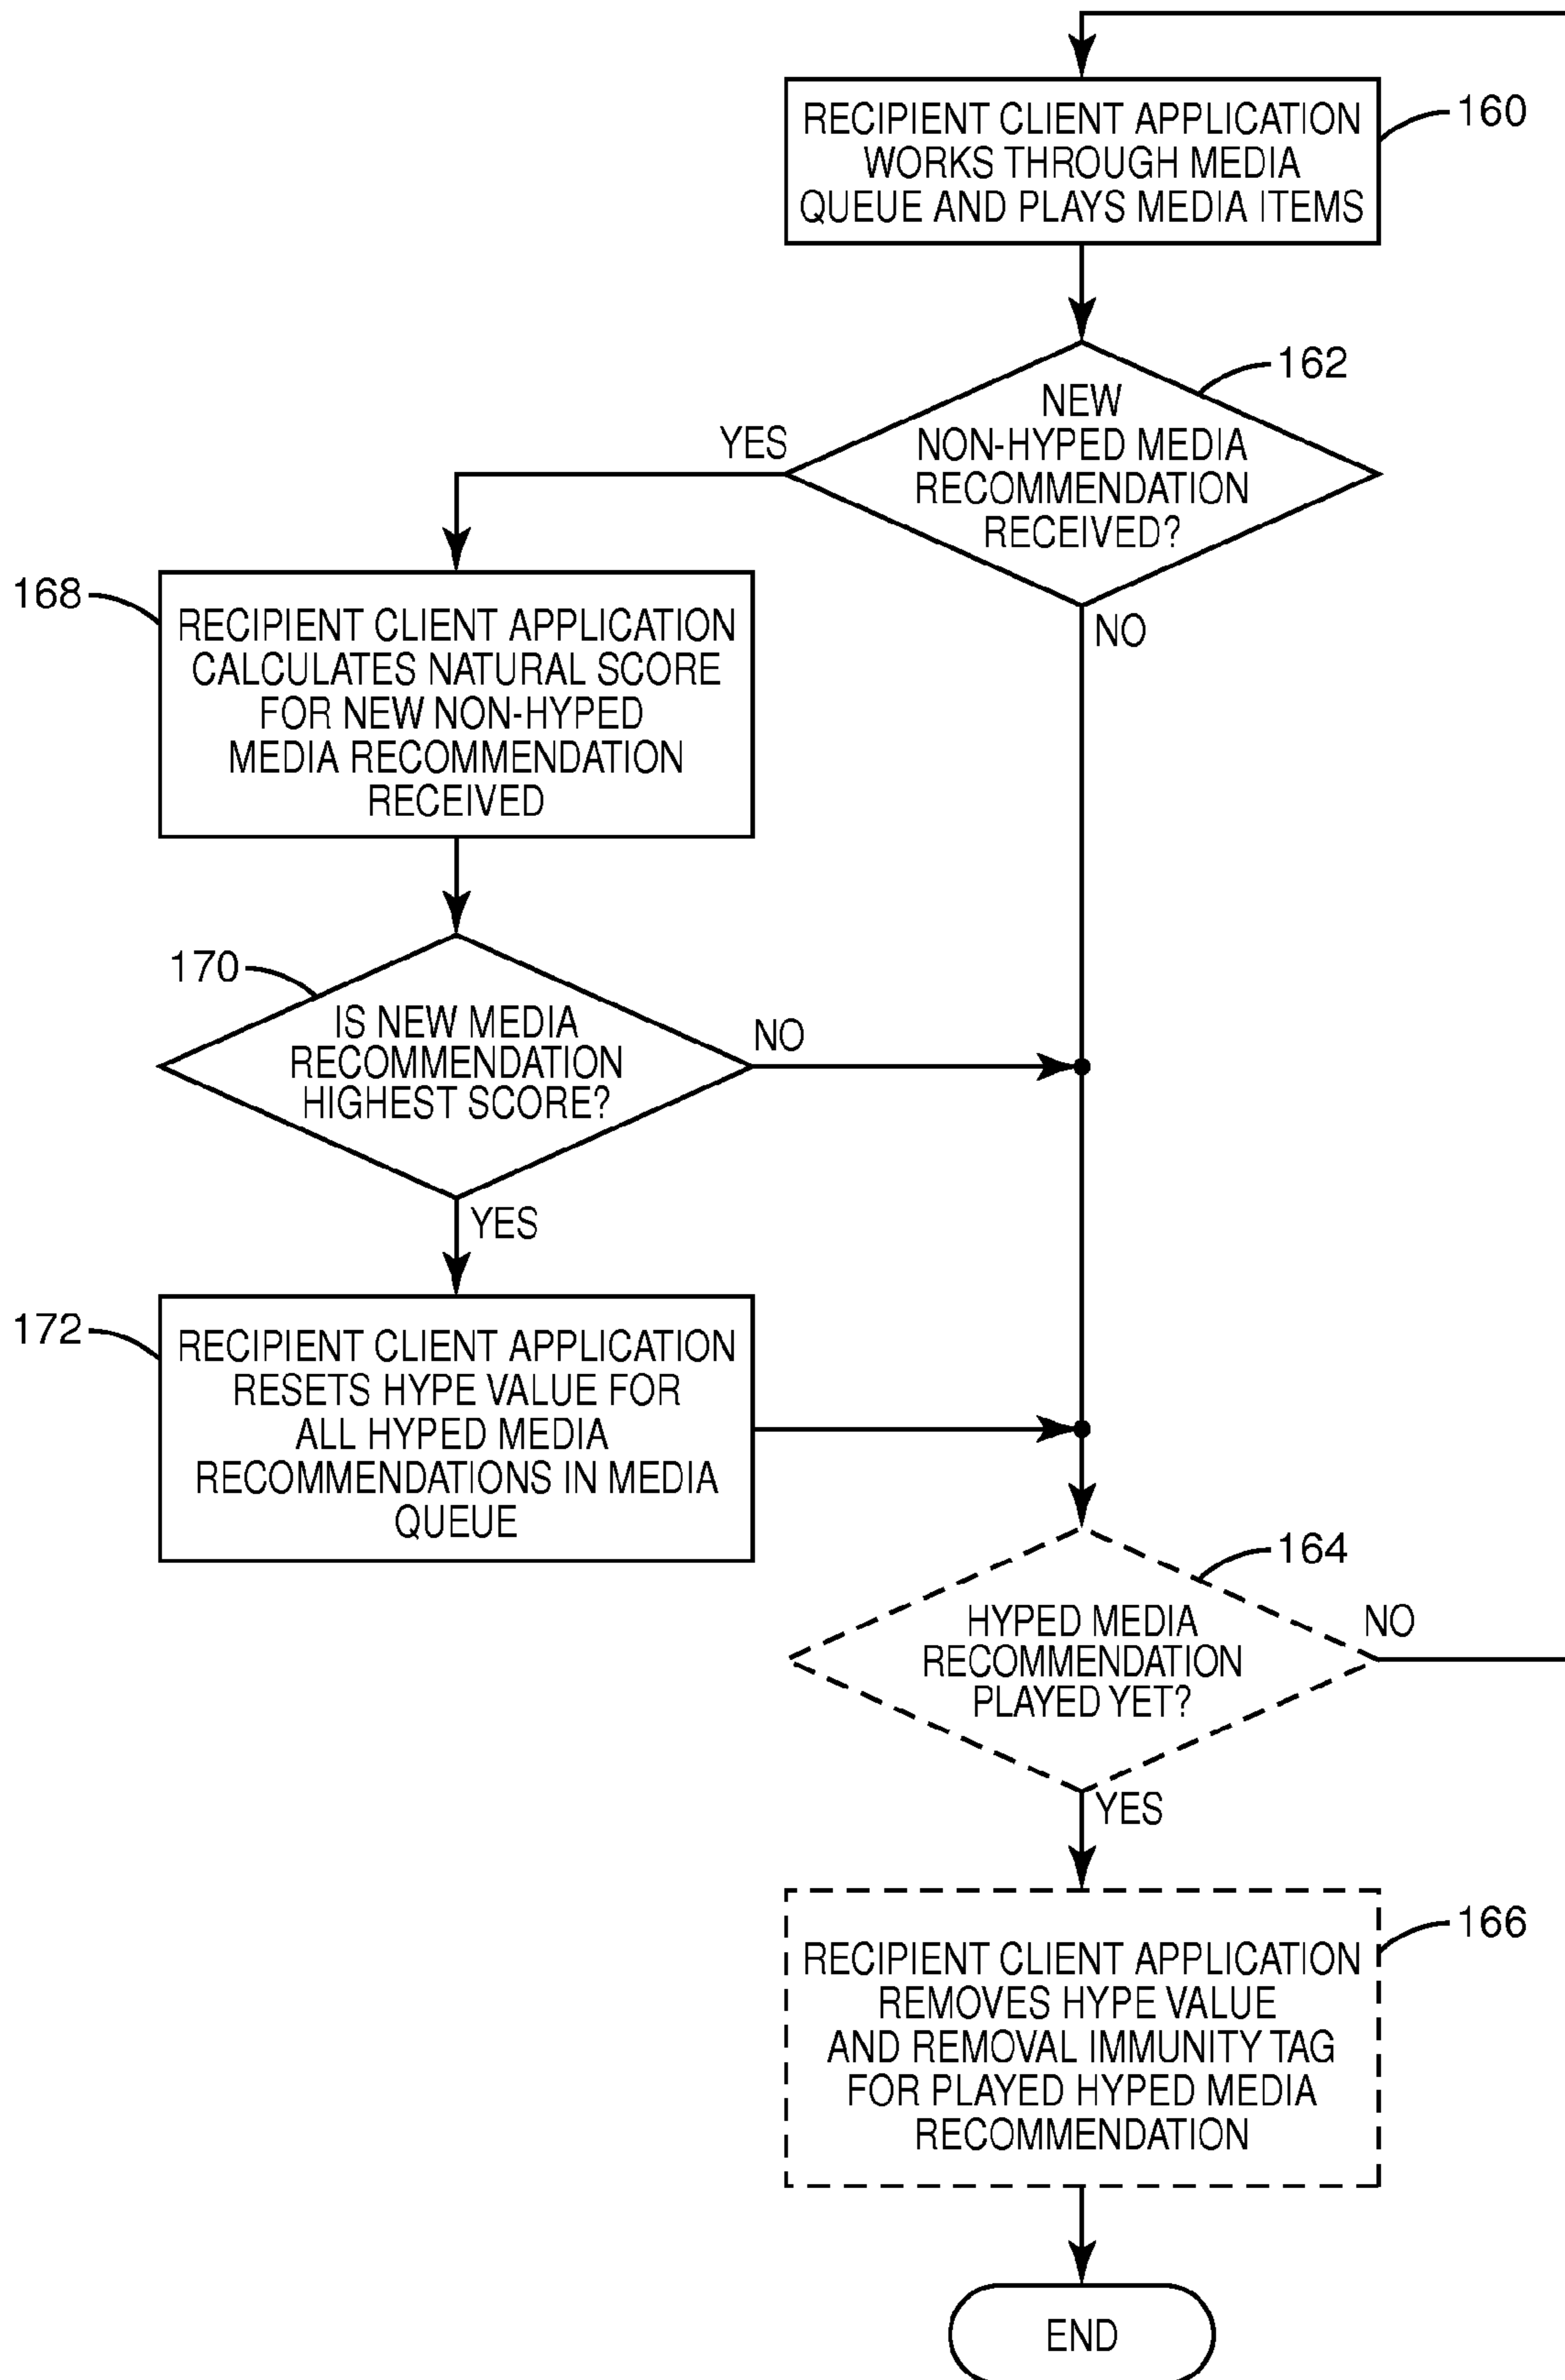 RECIPIENT CLIENT APPLICATION
WORKS THROUGH MEDIA
QUEUE AND PLAYS MEDIA ITEMS
160
162
NEW
NON-HYPED MEDIA
RECOMMENDATION
RECEIVED?
YES
NO
168
RECIPIENT CLIENT APPLICATION
CALCULATES NATURAL SCORE
FOR NEW NON-HYPED
MEDIA RECOMMENDATION
RECEIVED
170
IS NEW MEDIA
RECOMMENDATION
HIGHEST SCORE?
NO
YES
172
RECIPIENT CLIENT APPLICATION
RESETS HYPE VALUE FOR
ALL HYPED MEDIA
RECOMMENDATIONS IN MEDIA
QUEUE
164
HYPED MEDIA
RECOMMENDATION
PLAYED YET?
NO
YES
166
RECIPIENT CLIENT APPLICATION
REMOVES HYPE VALUE
AND REMOVAL IMMUNITY TAG
FOR PLAYED HYPED MEDIA
RECOMMENDATION
END